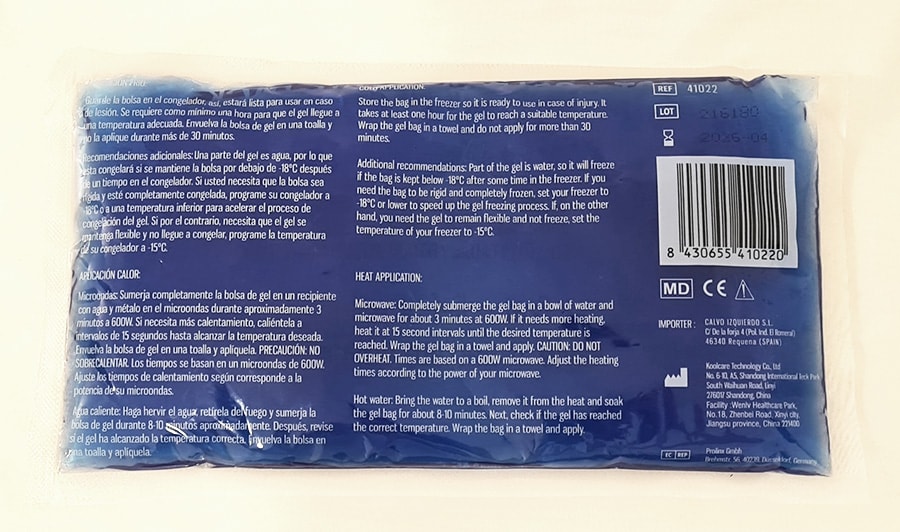 COLD APPLICATION:
Guarde la bolsa en el congelador, así, estará lista para usar en caso
de lesión. Se requiere como mínimo una hora para que el gel llegue a
una temperatura adecuada. Envuelva la bolsa de gel en una toalla y
no la aplique durante más de 30 minutos.
Recomendaciones adicionales: Una parte del gel es agua, por lo que
esta congelará si se mantiene la bolsa por debajo de -18°C después
de un tiempo en el congelador. Si usted necesita que la bolsa sea
rígida y esté completamente congelada, programe su congelador a
-18°C o a una temperatura inferior para acelerar el proceso de
congelación del gel. Si por el contrario, necesita que el gel se
mantenga flexible y no llegue a congelar, programe la temperatura
de su congelador a -15°C.
APLICACIÓN CALOR:
Microondas: Sumerja completamente la bolsa de gel en un recipiente
con agua y métalo en el microondas durante aproximadamente 3
minutos a 600W. Si necesita más calentamiento, caliéntela a
intervalos de 15 segundos hasta alcanzar la temperatura deseada.
Envuelva la bolsa de gel en una toalla y aplíquela. PRECAUCIÓN: NO
SOBRECALENTAR. Los tiempos se basan en un microondas de 600W.
Ajuste los tiempos de calentamiento según corresponde a la
potencia de su microondas.
Agua caliente: Haga hervir el agua, retírela del fuego y sumerja la
bolsa de gel durante 8-10 minutos aproximadamente. Después, revise
si el gel ha alcanzado la temperatura correcta. Envuelva la bolsa en
una toalla y aplíquela.
Store the bag in the freezer so it is ready to use in case of injury. It
takes at least one hour for the gel to reach a suitable temperature.
Wrap the gel bag in a towel and do not apply for more than 30
minutes.
Additional recommendations: Part of the gel is water, so it will freeze
if the bag is kept below -18°C after some time in the freezer. If you
need the bag to be rigid and completely frozen, set your freezer to
-18°C or lower to speed up the gel freezing process. If, on the other
hand, you need the gel to remain flexible and not freeze, set the
temperature of your freezer to -15°C.
HEAT APPLICATION:
Microwave: Completely submerge the gel bag in a bowl of water and
microwave for about 3 minutes at 600W. If it needs more heating,
heat it at 15 second intervals until the desired temperature is
reached. Wrap the gel bag in a towel and apply. CAUTION: DO NOT
OVERHEAT. Times are based on a 600W microwave. Adjust the heating
times according to the power of your microwave.
Hot water: Bring the water to a boil, remove it from the heat and soak
the gel bag for about 8-10 minutes. Next, check if the gel has reached
the correct temperature. Wrap the bag in a towel and apply.
REF 41022
LOT 216180
2026-04
8 430655 410220
MD CE
IMPORTER : CALVO IZQUIERDO S.L.
C/ De la forja 4 (Pol. Ind. El Romeral)
46340 Requena (SPAIN)
Koolcare Technology Co., Ltd
No. 6-10, A5, Shandong International Tech Park
South Waihuan Road, Linyi
276017 Shandong, China
Facility :Weniv Healthcare Park,
No.18, Zhenbei Road, Xinyi city,
Jiangsu province, China 221400
EC REP Prolinx Gmbh
Brehmstr. 56, 40239, Dusseldorf, Germany